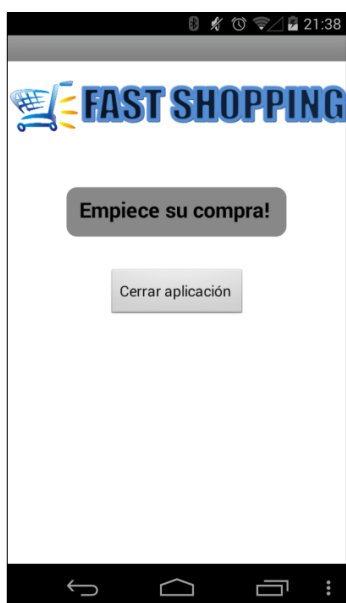 21:38
FAST SHOPPING
Empiece su compra!
Cerrar aplicación